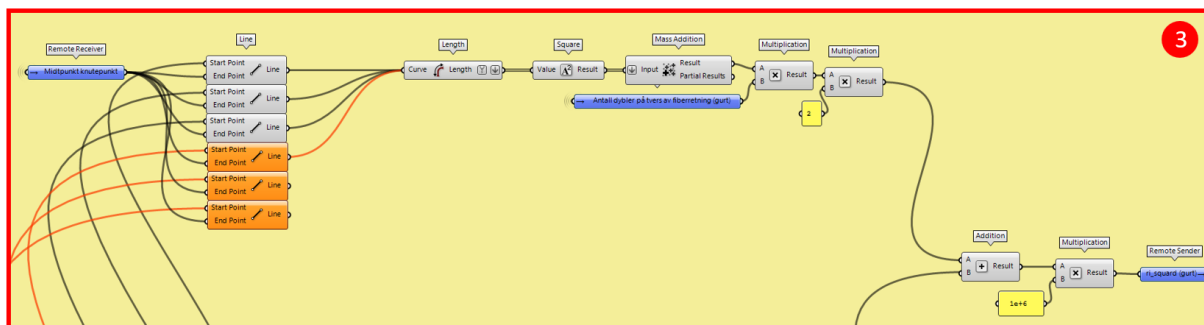 3
Remote Receiver
Midtpunkt knutepunkt
Line
Start Point
End Point
Line
Start Point
End Point
Line
Start Point
End Point
Line
Start Point
End Point
Line
Start Point
End Point
Line
Start Point
End Point
Line
Length
Curve
Length
Square
Value
Result
Mass Addition
Input
Result
Partial Results
Antall dybler på tvers av fiberretning (gurt)
Multiplication
A
B
Result
2
Multiplication
A
B
Result
Addition
A
B
Result
1e+6
Multiplication
A
B
Result
Remote Sender
ri_squard (gurt)